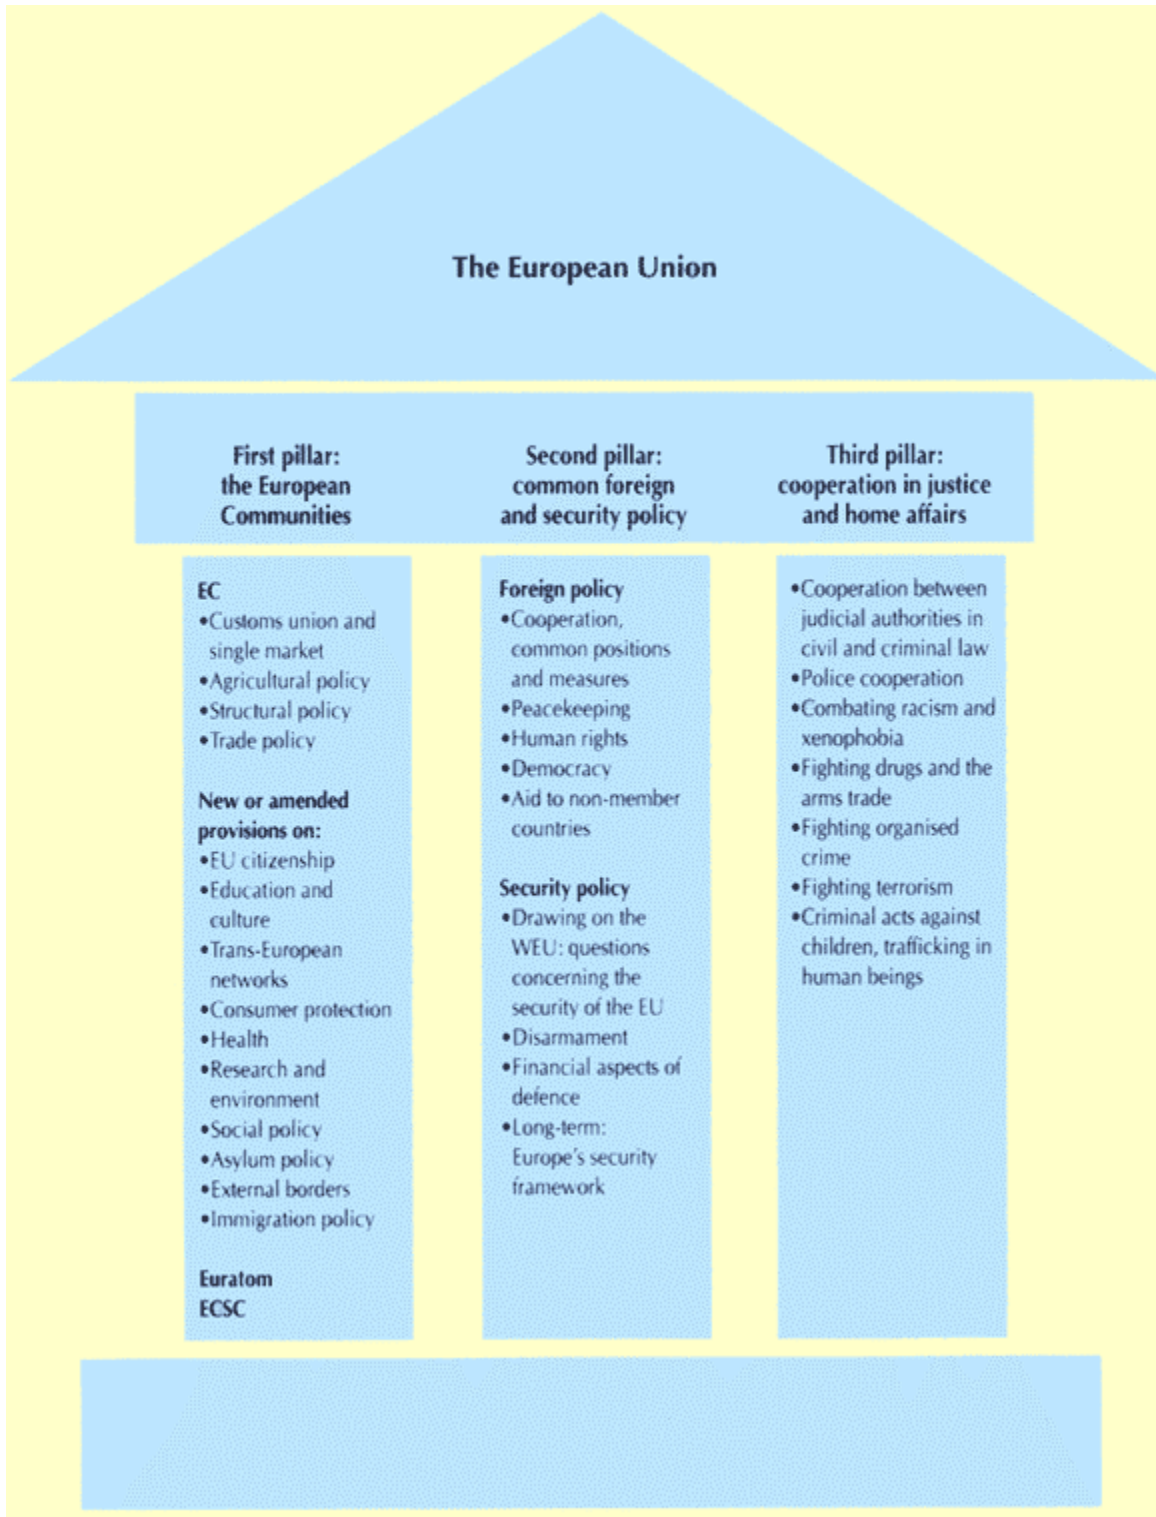 The European Union
First pillar:
the European
Communities
Second pillar:
common foreign
and security policy
Third pillar:
cooperation in justice
and home affairs
EC
•Customs union and
single market
•Agricultural policy
•Structural policy
•Trade policy
New or amended
provisions on:
•EU citizenship
•Education and
culture
•Trans-European
networks
•Consumer protection
•Health
•Research and
environment
•Social policy
•Asylum policy
•External borders
•Immigration policy
Euratom
ECSC
Foreign policy
•Cooperation,
common positions
and measures
•Peacekeeping
•Human rights
•Democracy
•Aid to non-member
countries
Security policy
•Drawing on the
WEU: questions
concerning the
security of the EU
•Disarmament
•Financial aspects of
defence
•Long-term:
Europe's security
framework
•Cooperation between
judicial authorities in
civil and criminal law
•Police cooperation
•Combating racism and
xenophobia
•Fighting drugs and the
arms trade
•Fighting organised
crime
•Fighting terrorism
•Criminal acts against
children, trafficking in
human beings